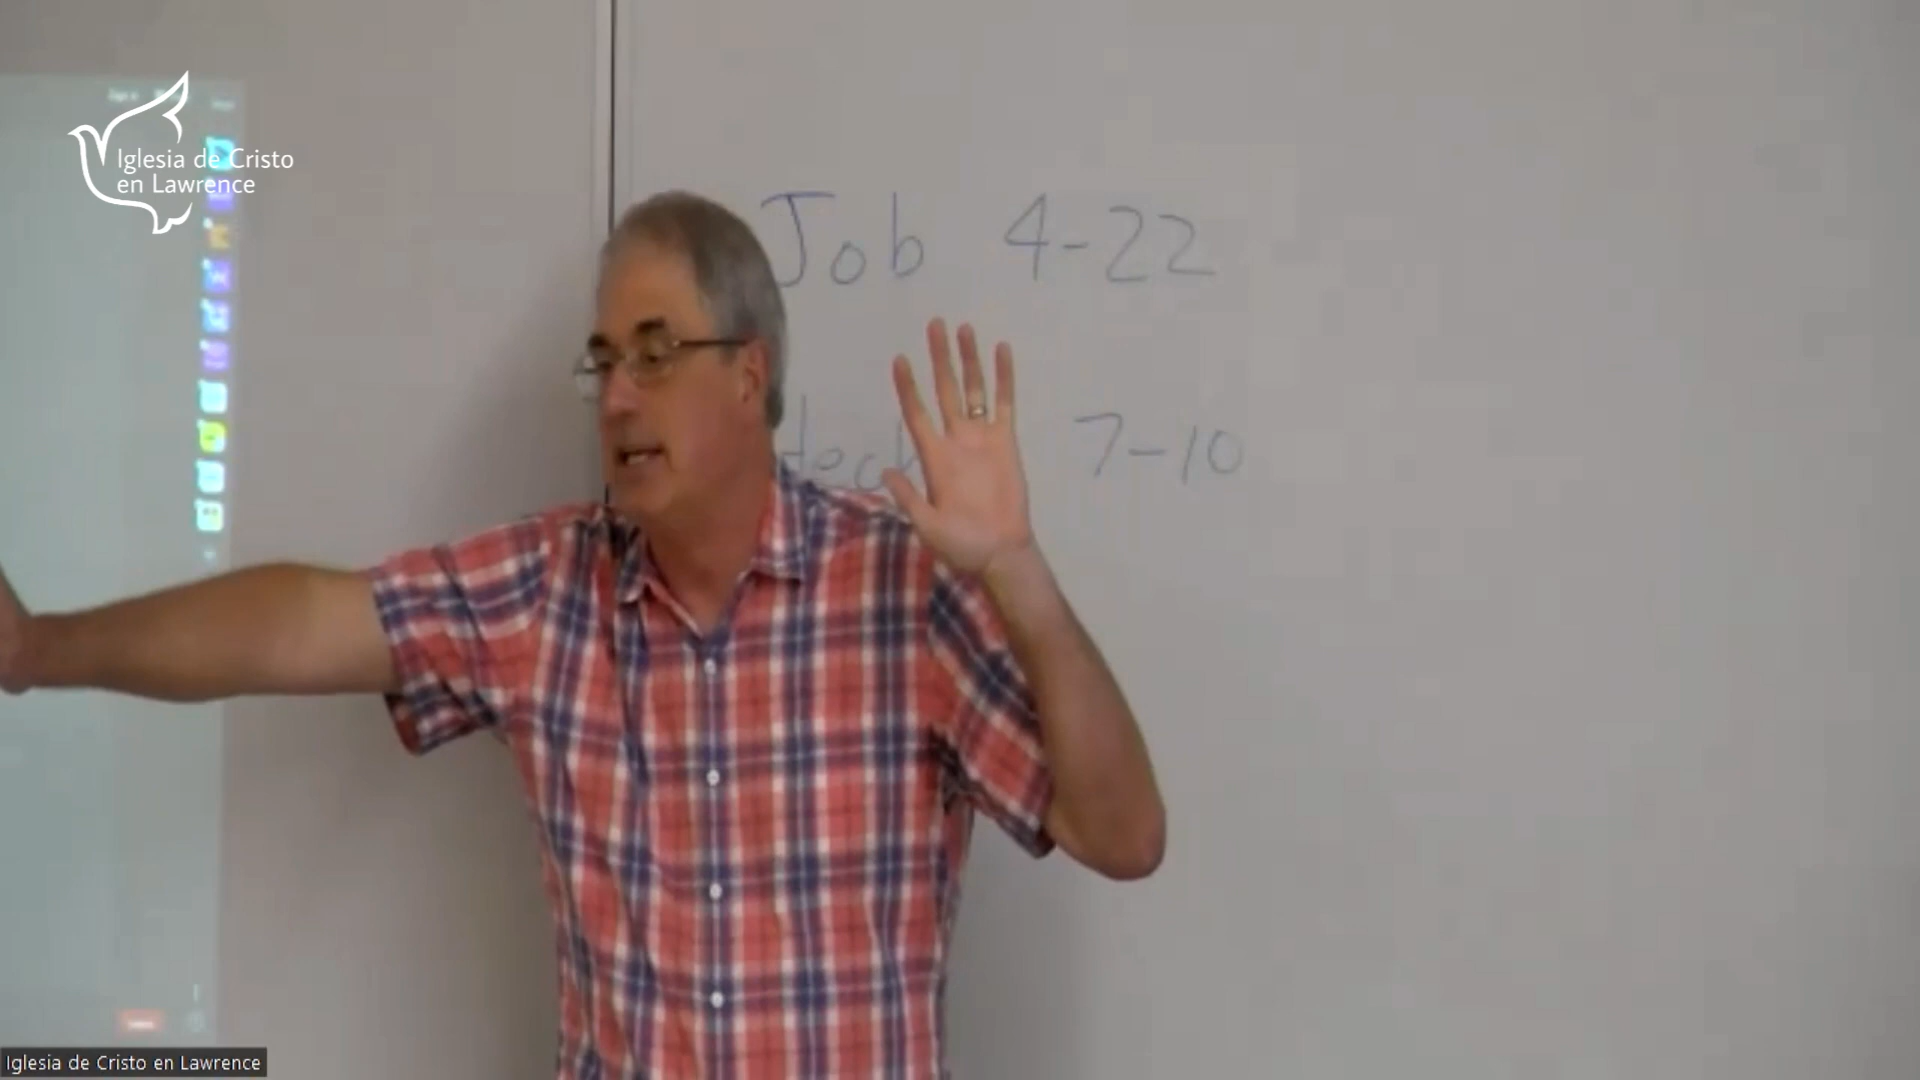 Iglesia de Cristo
en Lawrence
Job 4-22
7-10
Iglesia de Cristo en Lawrence